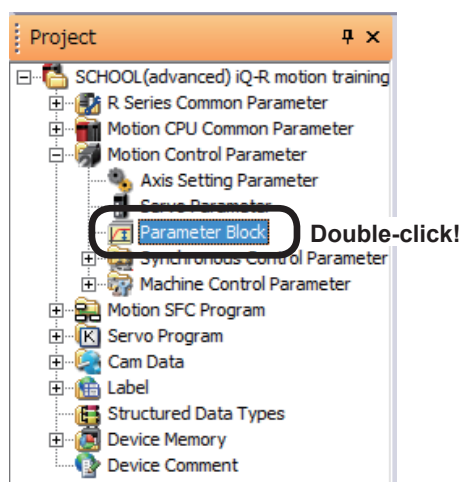 Project
SCHOOL(advanced) iQ-R motion training
R Series Common Parameter
Motion CPU Common Parameter
Motion Control Parameter
Axis Setting Parameter
Servo Parameter
Parameter Block
Double-click!
Synchronous Control Parameter
Machine Control Parameter
Motion SFC Program
K Servo Program
Cam Data
Label
Structured Data Types
Device Memory
Device Comment